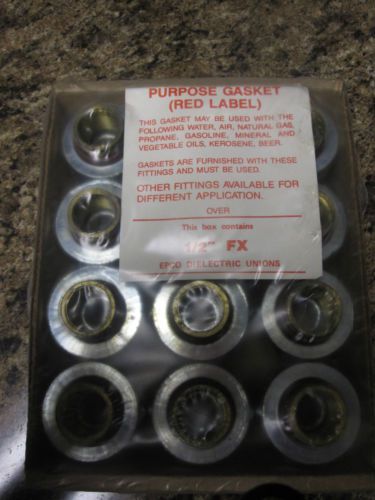 PURPOSE GASKET
(RED LABEL)
THIS GASKET MAY BE USED WITH THE
FOLLOWING WATER, AIR, NATURAL GAS,
PROPANE, GASOLINE, MINERAL AND
VEGETABLE OILS, KEROSENE, BEER.
GASKETS ARE FURNISHED WITH THESE
FITTINGS AND MUST BE USED.
OTHER FITTINGS AVAILABLE FOR
DIFFERENT APPLICATION.
OVER
This box contains
1/2" FX
EPCO DIELECTRIC UNIONS